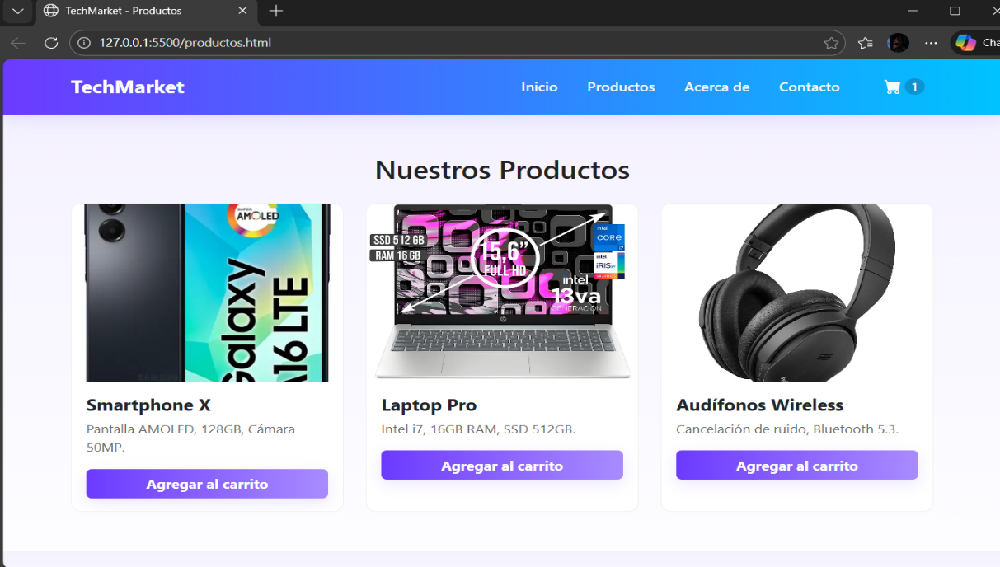 TechMarket - Productos
127.0.0.1:5500/productos.html
Cha
TechMarket
Inicio
Productos
Acerca de
Contacto
1
Nuestros Productos
SUPER
AMOLED
Galaxy
A16 LTE
SAMSUNG
SSD 512 GB
RAM 16 GB
15,6”
FULL HD
intel
CORE
i7
intel
iRISxe
GRAPHICS
intel
13va
GENERACIÓN
hp
Smartphone X
Pantalla AMOLED, 128GB, Cámara
50MP.
Agregar al carrito
Laptop Pro
Intel i7, 16GB RAM, SSD 512GB.
Agregar al carrito
Audífonos Wireless
Cancelación de ruido, Bluetooth 5.3.
Agregar al carrito